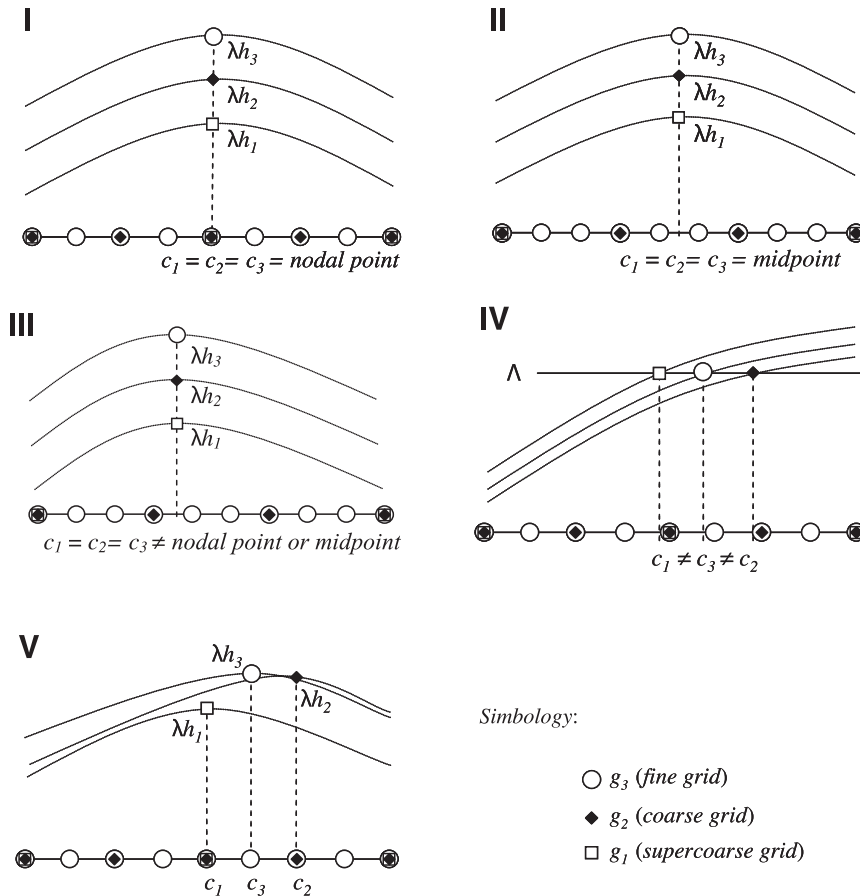 I
λh3
λh2
λh1
c1 = c2= c3 = nodal point
II
λh3
λh2
λh1
c1 = c2= c3 = midpoint
III
λh3
λh2
λh1
c1 = c2= c3 ≠ nodal point or midpoint
IV
Λ
c1 ≠ c3 ≠ c2
V
λh3
λh2
λh1
c1 c3 c2
Simbology:
g3 (fine grid)
g2 (coarse grid)
g1 (supercoarse grid)